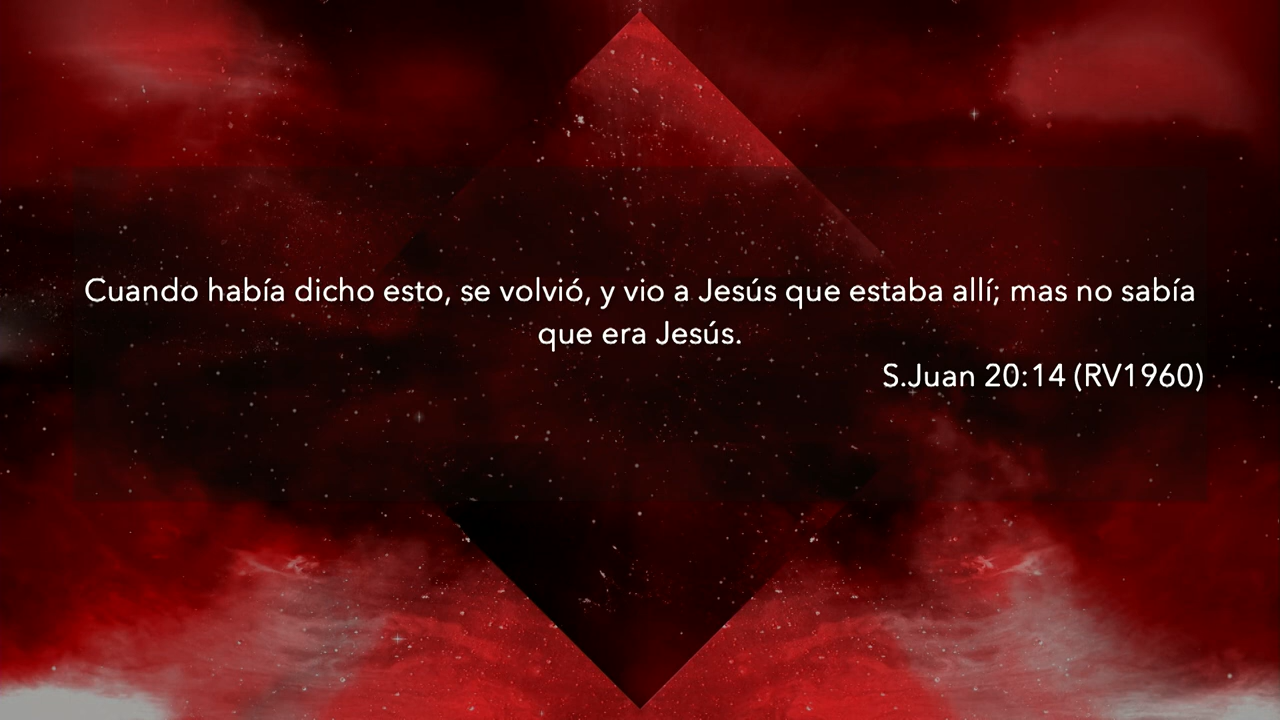 Cuando había dicho esto, se volvió, y vio a Jesús que estaba allí; mas no sabía
que era Jesús.
S.Juan 20:14 (RV1960)